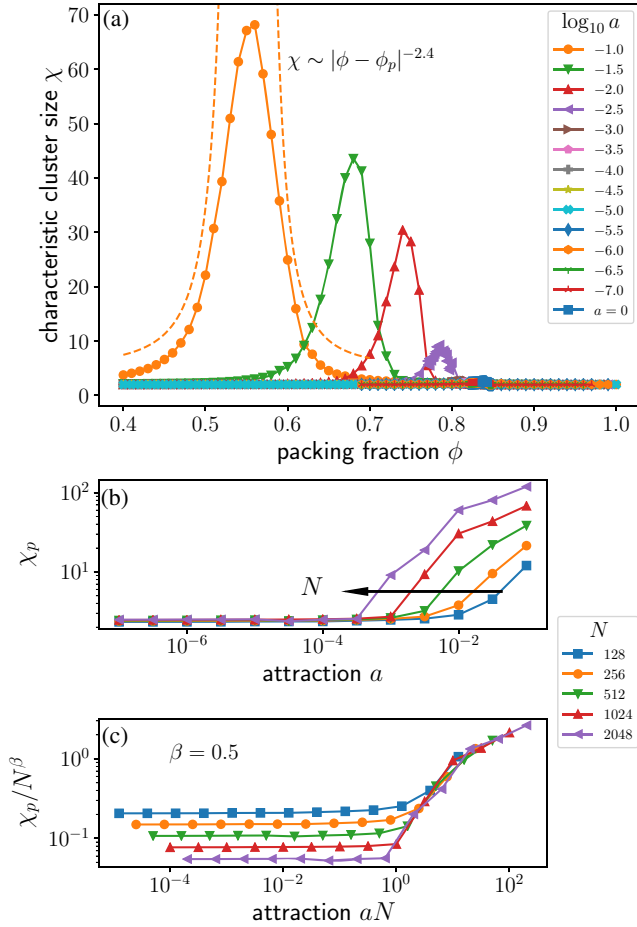 (a)
χ ~ |ϕ − ϕₚ|⁻²·⁴
characteristic cluster size χ
70
60
50
40
30
20
10
0
0.4 0.5 0.6 0.7 0.8 0.9 1.0
packing fraction ϕ
log₁₀ a
−1.0
−1.5
−2.0
−2.5
−3.0
−3.5
−4.0
−4.5
−5.0
−5.5
−6.0
−6.5
−7.0
a = 0
(b)
χₚ
10²
10¹
N
10⁻⁶ 10⁻⁴ 10⁻²
attraction a
N
128
256
512
1024
2048
(c)
β = 0.5
χₚ/N^β
10⁰
10⁻¹
10⁻⁴ 10⁻² 10⁰ 10²
attraction aN